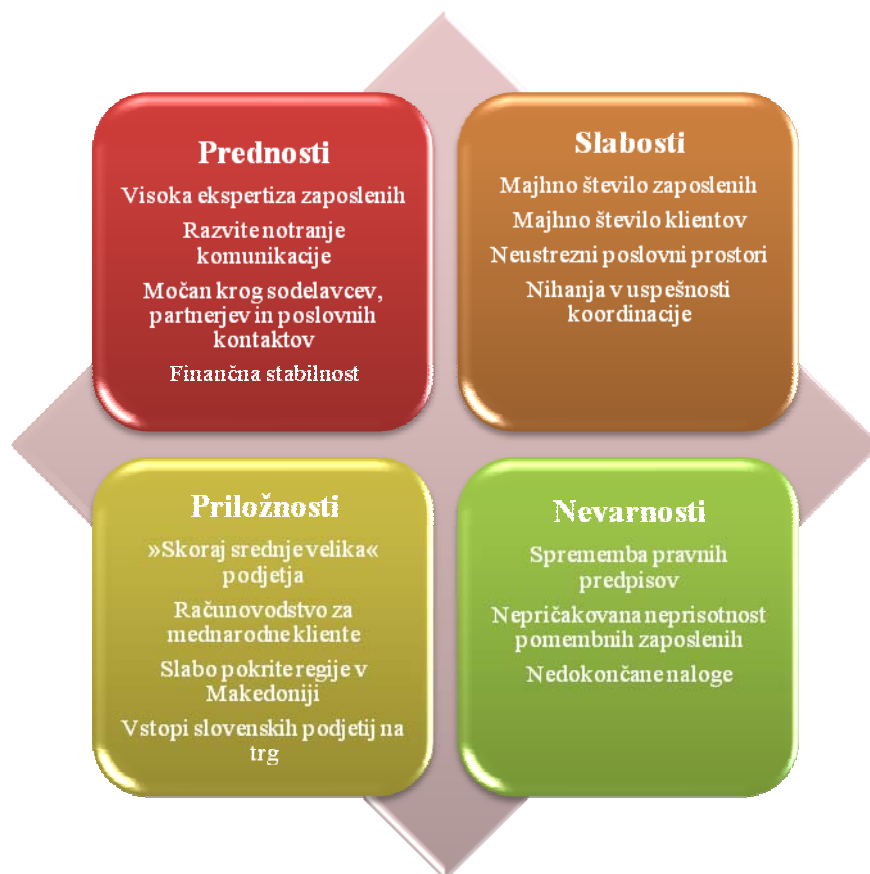 Prednosti
Visoka ekspertiza zaposlenih
Razvite notranje
komunikacije
Močan krog sodelavcev,
partnerjev in poslovnih
kontaktov
Finančna stabilnost
Slabosti
Majhno število zaposlenih
Majhno število klientov
Neustrezni poslovni prostori
Nihanja v uspešnosti
koordinacije
Priložnosti
»Skoraj srednje velika«
podjetja
Računovodstvo za
mednarodne kliente
Slabo pokrite regije v
Makedoniji
Vstopi slovenskih podjetij na
trg
Nevarnosti
Sprememba pravnih
predpisov
Nepričakovana neprisotnost
pomembnih zaposlenih
Nedokončane naloge